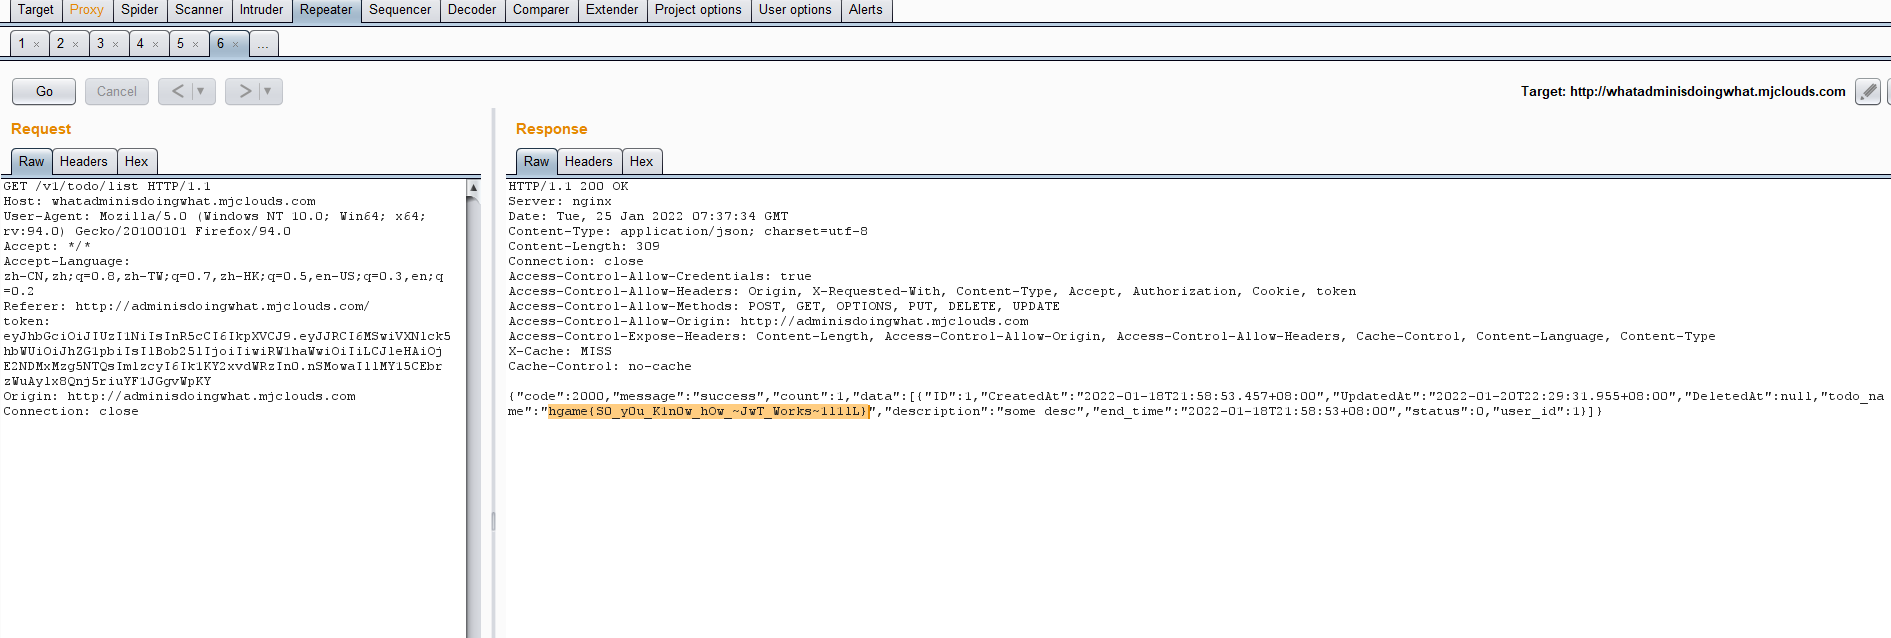 Target Proxy Spider Scanner Intruder Repeater Sequencer Decoder Comparer Extender Project options User options Alerts
1 × 2 × 3 × 4 × 5 × 6 × ...
Go Cancel < ▼ > ▼ Target: http://whatadminisdoingwhat.mjclouds.com
Request
Raw Headers Hex
GET /v1/todo/list HTTP/1.1
Host: whatadminisdoingwhat.mjclouds.com
User-Agent: Mozilla/5.0 (Windows NT 10.0; Win64; x64;
rv:94.0) Gecko/20100101 Firefox/94.0
Accept: */*
Accept-Language:
zh-CN,zh;q=0.8,zh-TW;q=0.7,zh-HK;q=0.5,en-US;q=0.3,en;q
=0.2
Referer: http://adminisdoingwhat.mjclouds.com/
token:
Origin: http://adminisdoingwhat.mjclouds.com
Connection: close
Response
Raw Headers Hex
HTTP/1.1 200 OK
Server: nginx
Date: Tue, 25 Jan 2022 07:37:34 GMT
Content-Type: application/json; charset=utf-8
Content-Length: 309
Connection: close
Access-Control-Allow-Credentials: true
Access-Control-Allow-Headers: Origin, X-Requested-With, Content-Type, Accept, Authorization, Cookie, token
Access-Control-Allow-Methods: POST, GET, OPTIONS, PUT, DELETE, UPDATE
Access-Control-Allow-Origin: http://adminisdoingwhat.mjclouds.com
Access-Control-Expose-Headers: Content-Length, Access-Control-Allow-Origin, Access-Control-Allow-Headers, Cache-Control, Content-Language, Content-Type
X-Cache: MISS
Cache-Control: no-cache
{"code":2000,"message":"success","count":1,"data":[{"ID":1,"CreatedAt":"2022-01-18T21:58:53.457+08:00","UpdatedAt":"2022-01-20T22:29:31.955+08:00","DeletedAt":null,"todo_na
me":"hgame{S0_y0u_K1n0w_hOw_~JwT_Works~1111L}","description":"some desc","end_time":"2022-01-18T21:58:53+08:00","status":0,"user_id":1}]}